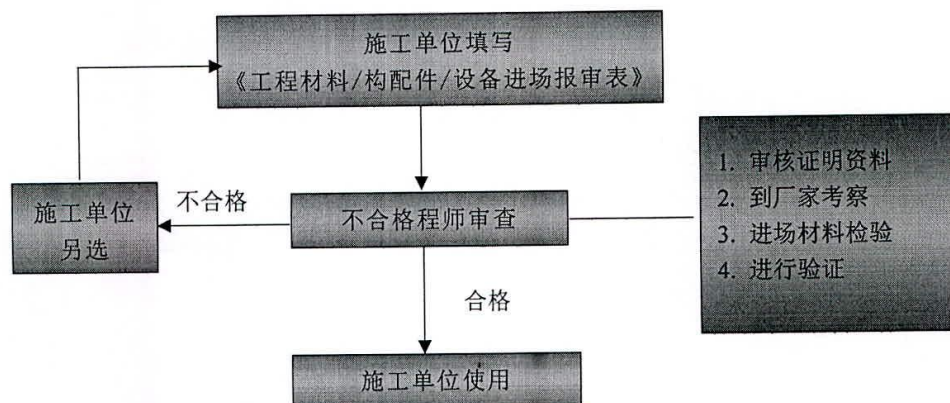 施工单位填写
《工程材料/构配件/设备进场报审表》
1. 审核证明资料
2. 到厂家考察
3. 进场材料检验
4. 进行验证
施工单位
另选
不合格
不合格程师审查
合格
施工单位使用